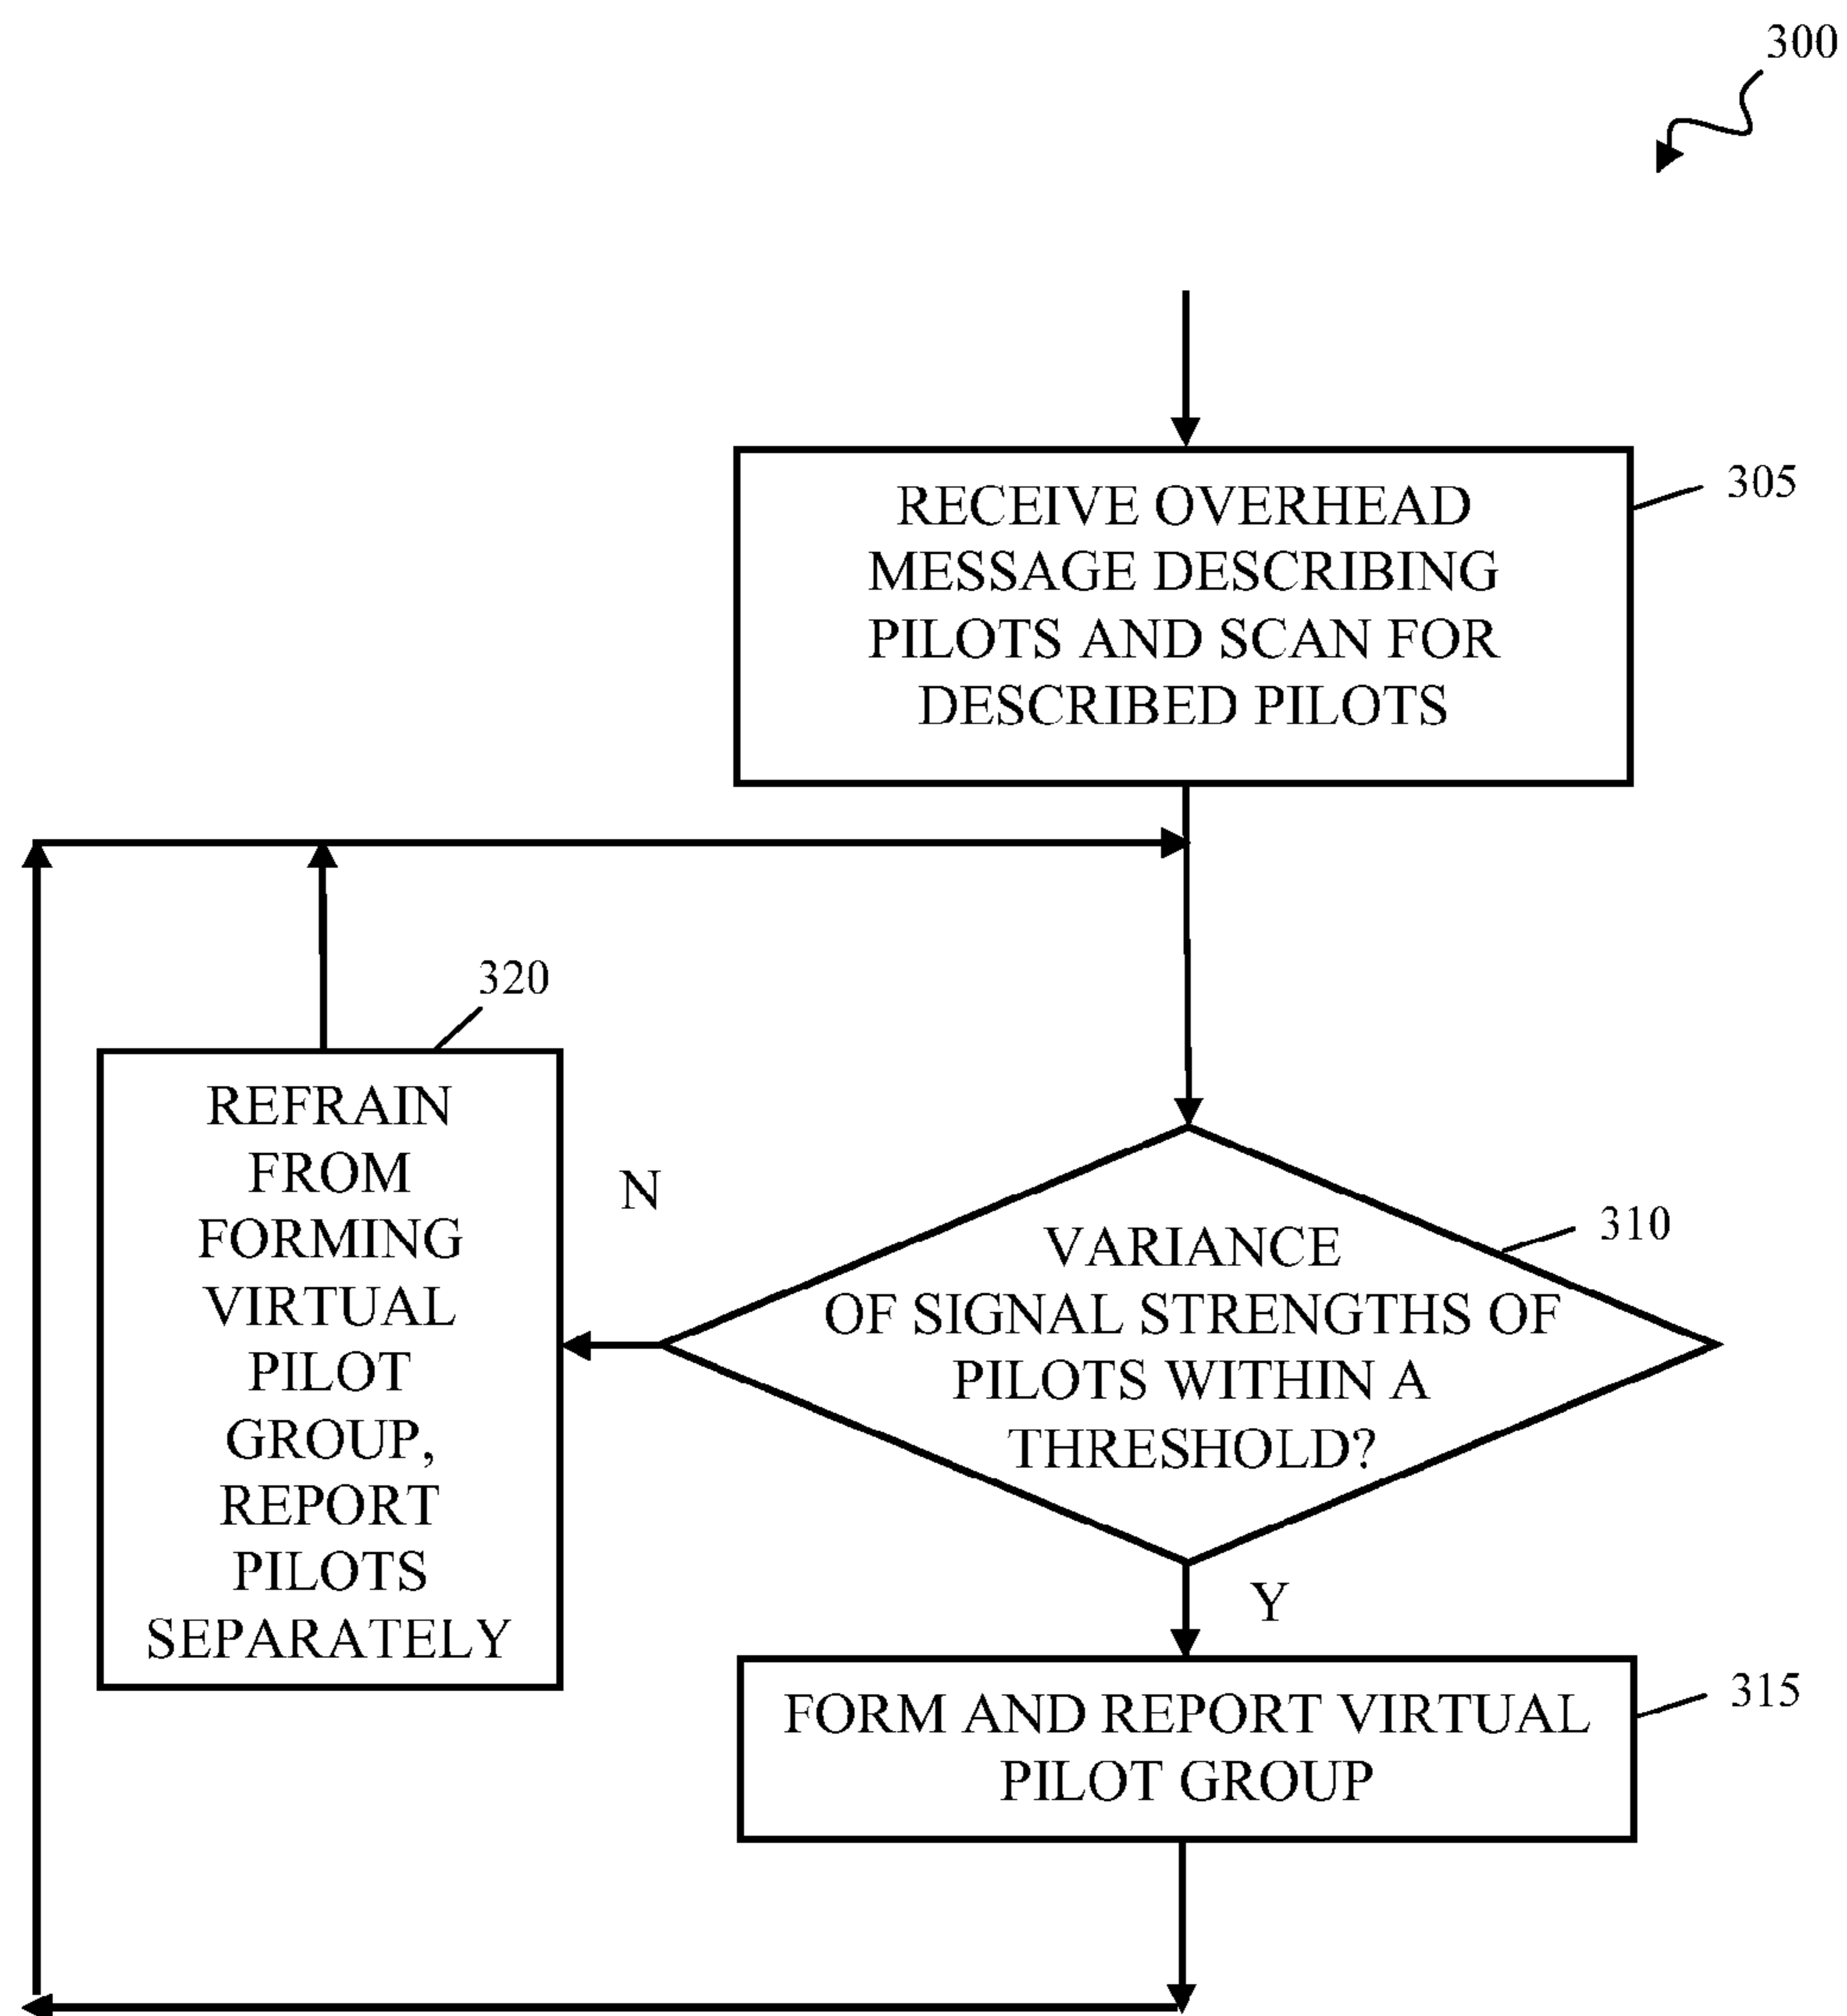 300
RECEIVE OVERHEAD
MESSAGE DESCRIBING
PILOTS AND SCAN FOR
DESCRIBED PILOTS
305
320
REFRAIN
FROM
FORMING
VIRTUAL
PILOT
GROUP,
REPORT
PILOTS
SEPARATELY
N
VARIANCE
OF SIGNAL STRENGTHS OF
PILOTS WITHIN A
THRESHOLD?
310
Y
FORM AND REPORT VIRTUAL
PILOT GROUP
315